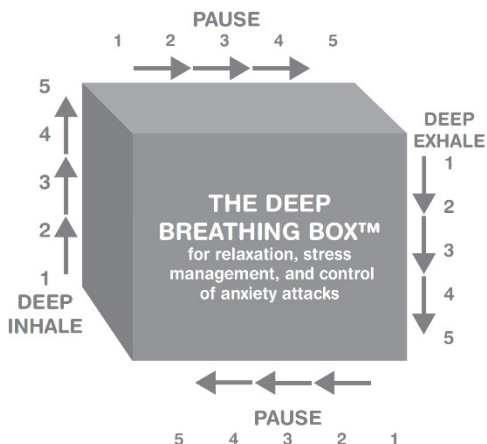 PAUSE
1 2 3 4 5
5
4
3
2
1
DEEP
INHALE
THE DEEP
BREATHING BOX™
for relaxation, stress
management, and control
of anxiety attacks
DEEP
EXHALE
1
2
3
4
5
PAUSE
5 4 3 2 1